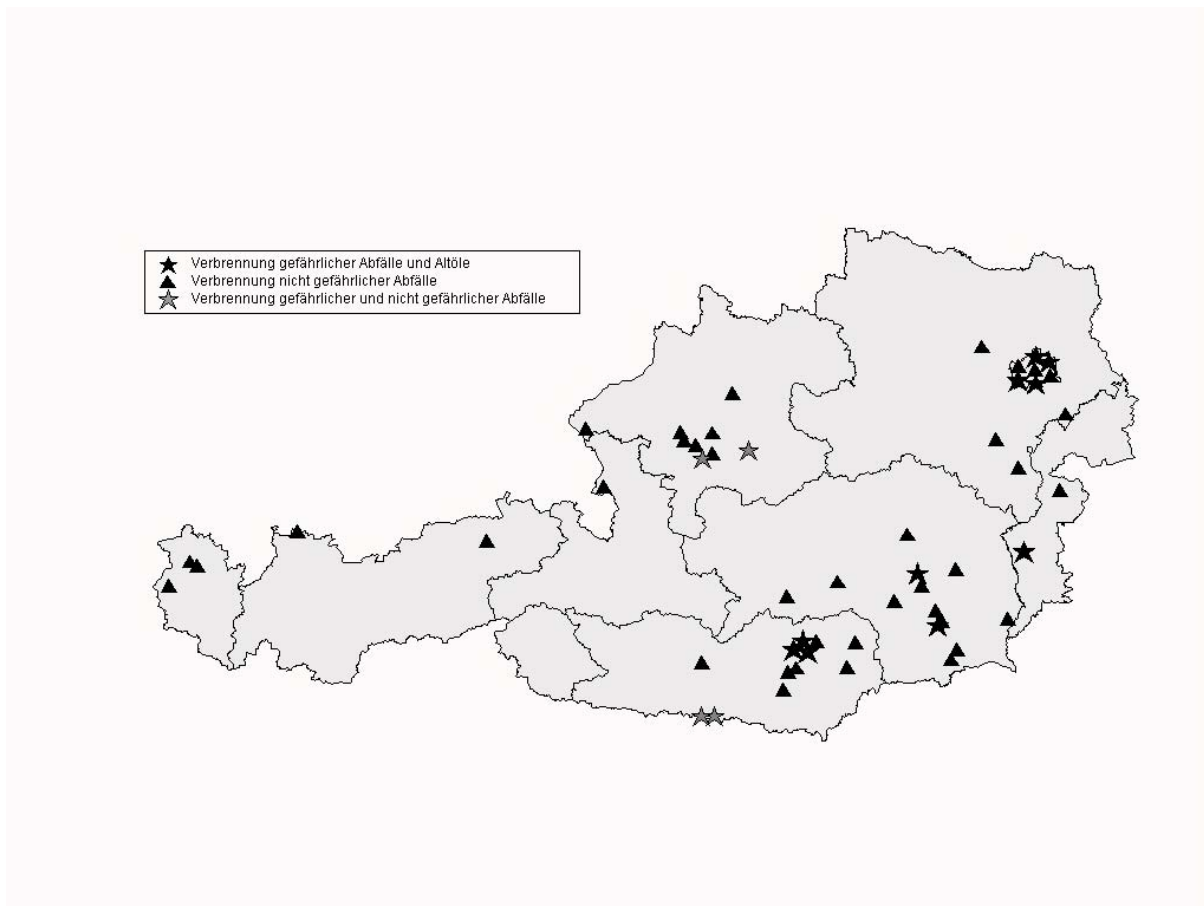 Verbrennung gefährlicher Abfälle und Altöle
Verbrennung nicht gefährlicher Abfälle
Verbrennung gefährlicher und nicht gefährlicher Abfälle